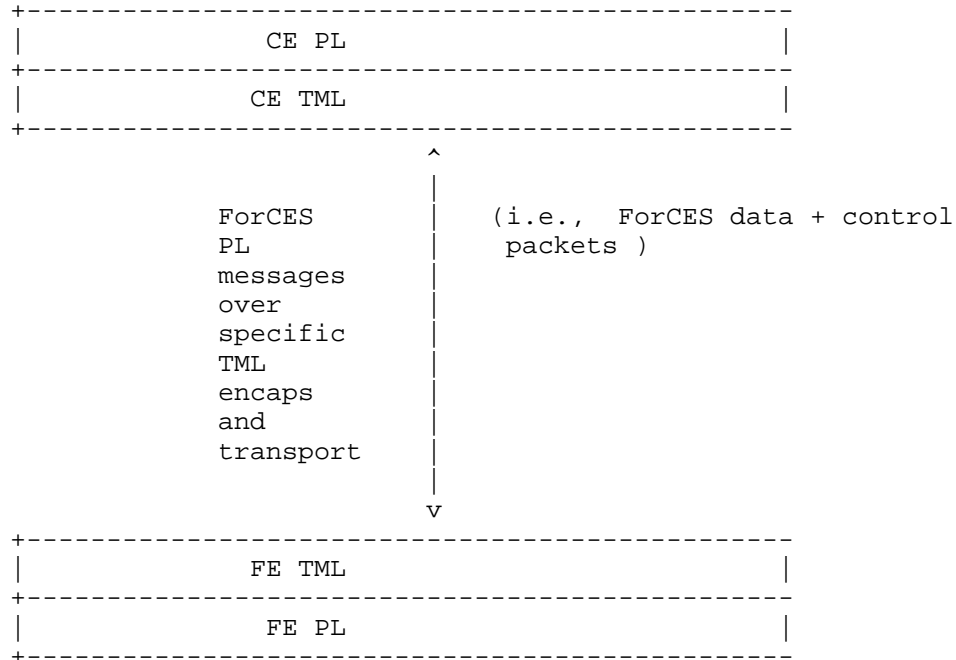 CE PL
CE TML
ForCES (i.e., ForCES data + control
PL packets )
messages
over
specific
TML
encaps
and
transport
FE TML
FE PL